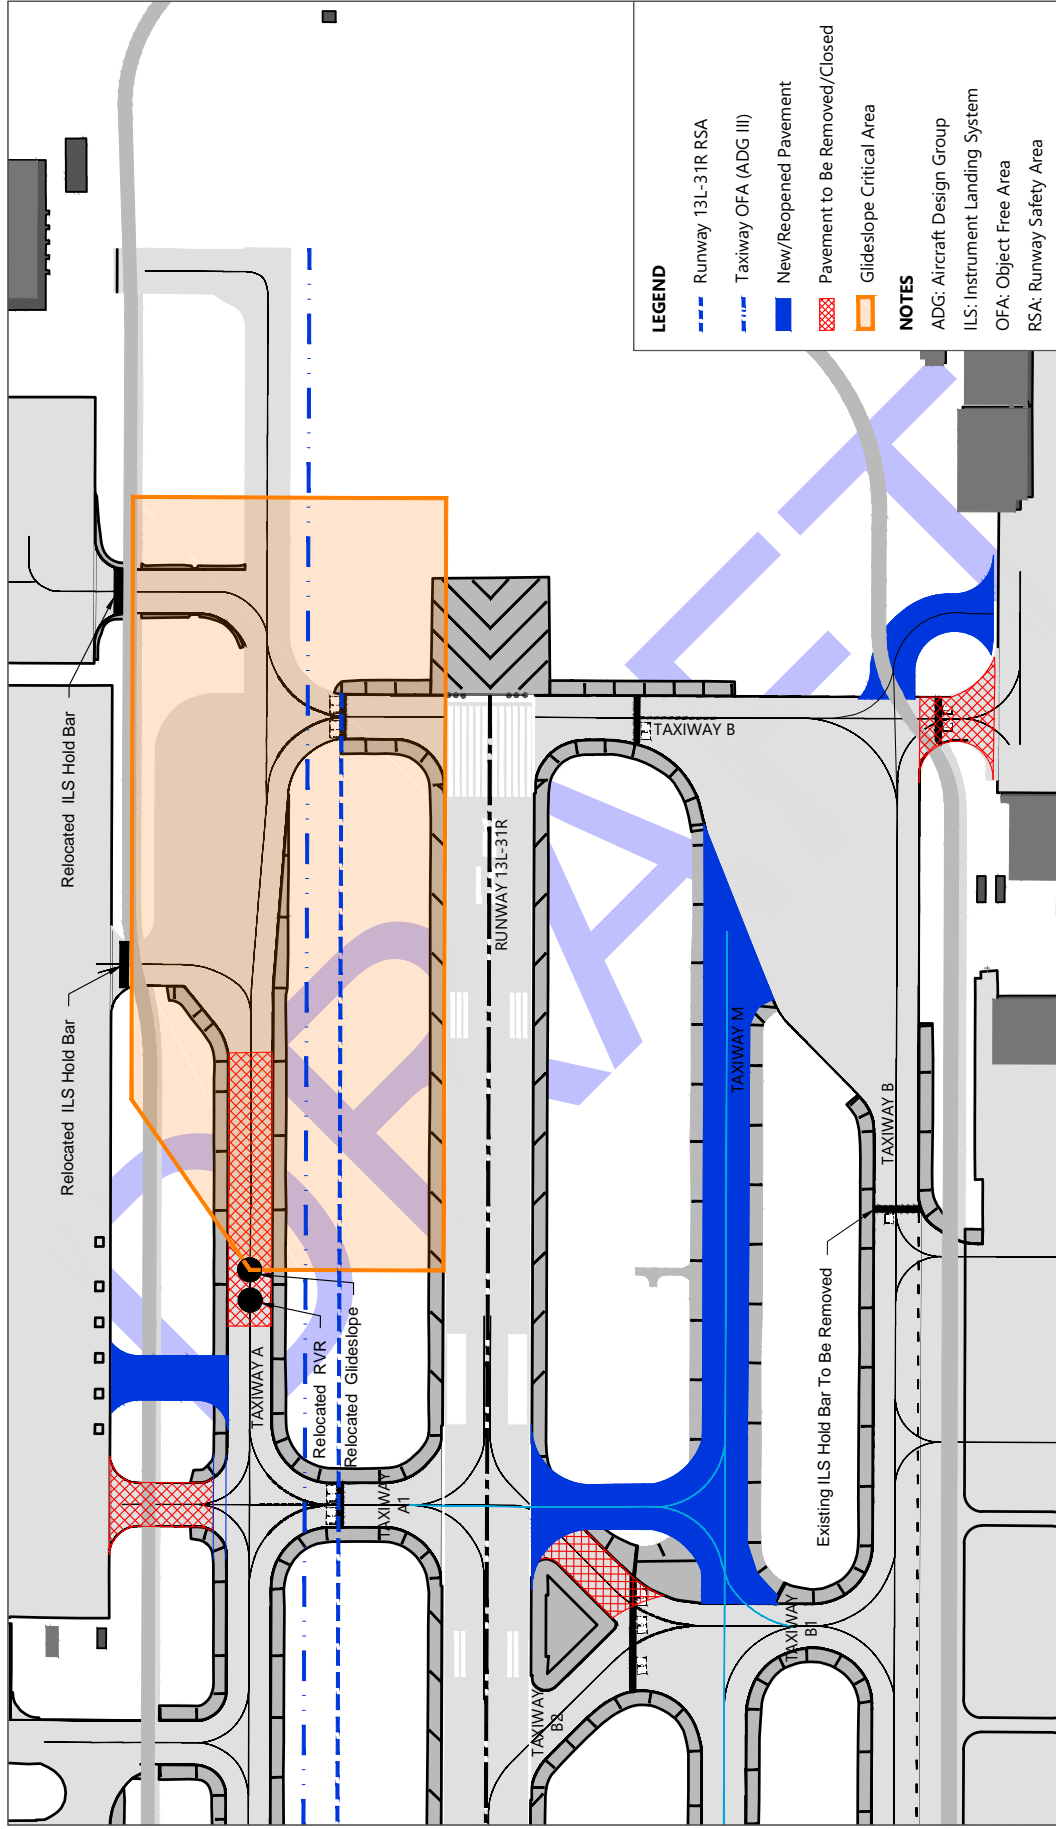 Relocated ILS Hold Bar
Relocated ILS Hold Bar
TAXIWAY A
Relocated RVR
Relocated Glideslope
TAXIWAY
A1
RUNWAY 13L-31R
TAXIWAY B
TAXIWAY M
TAXIWAY B
Existing ILS Hold Bar To Be Removed
TAXIWAY
B1
TAXIWAY
B2
DRAFT
LEGEND
Runway 13L-31R RSA
Taxiway OFA (ADG III)
New/Reopened Pavement
Pavement to Be Removed/Closed
Glideslope Critical Area
NOTES
ADG: Aircraft Design Group
ILS: Instrument Landing System
OFA: Object Free Area
RSA: Runway Safety Area